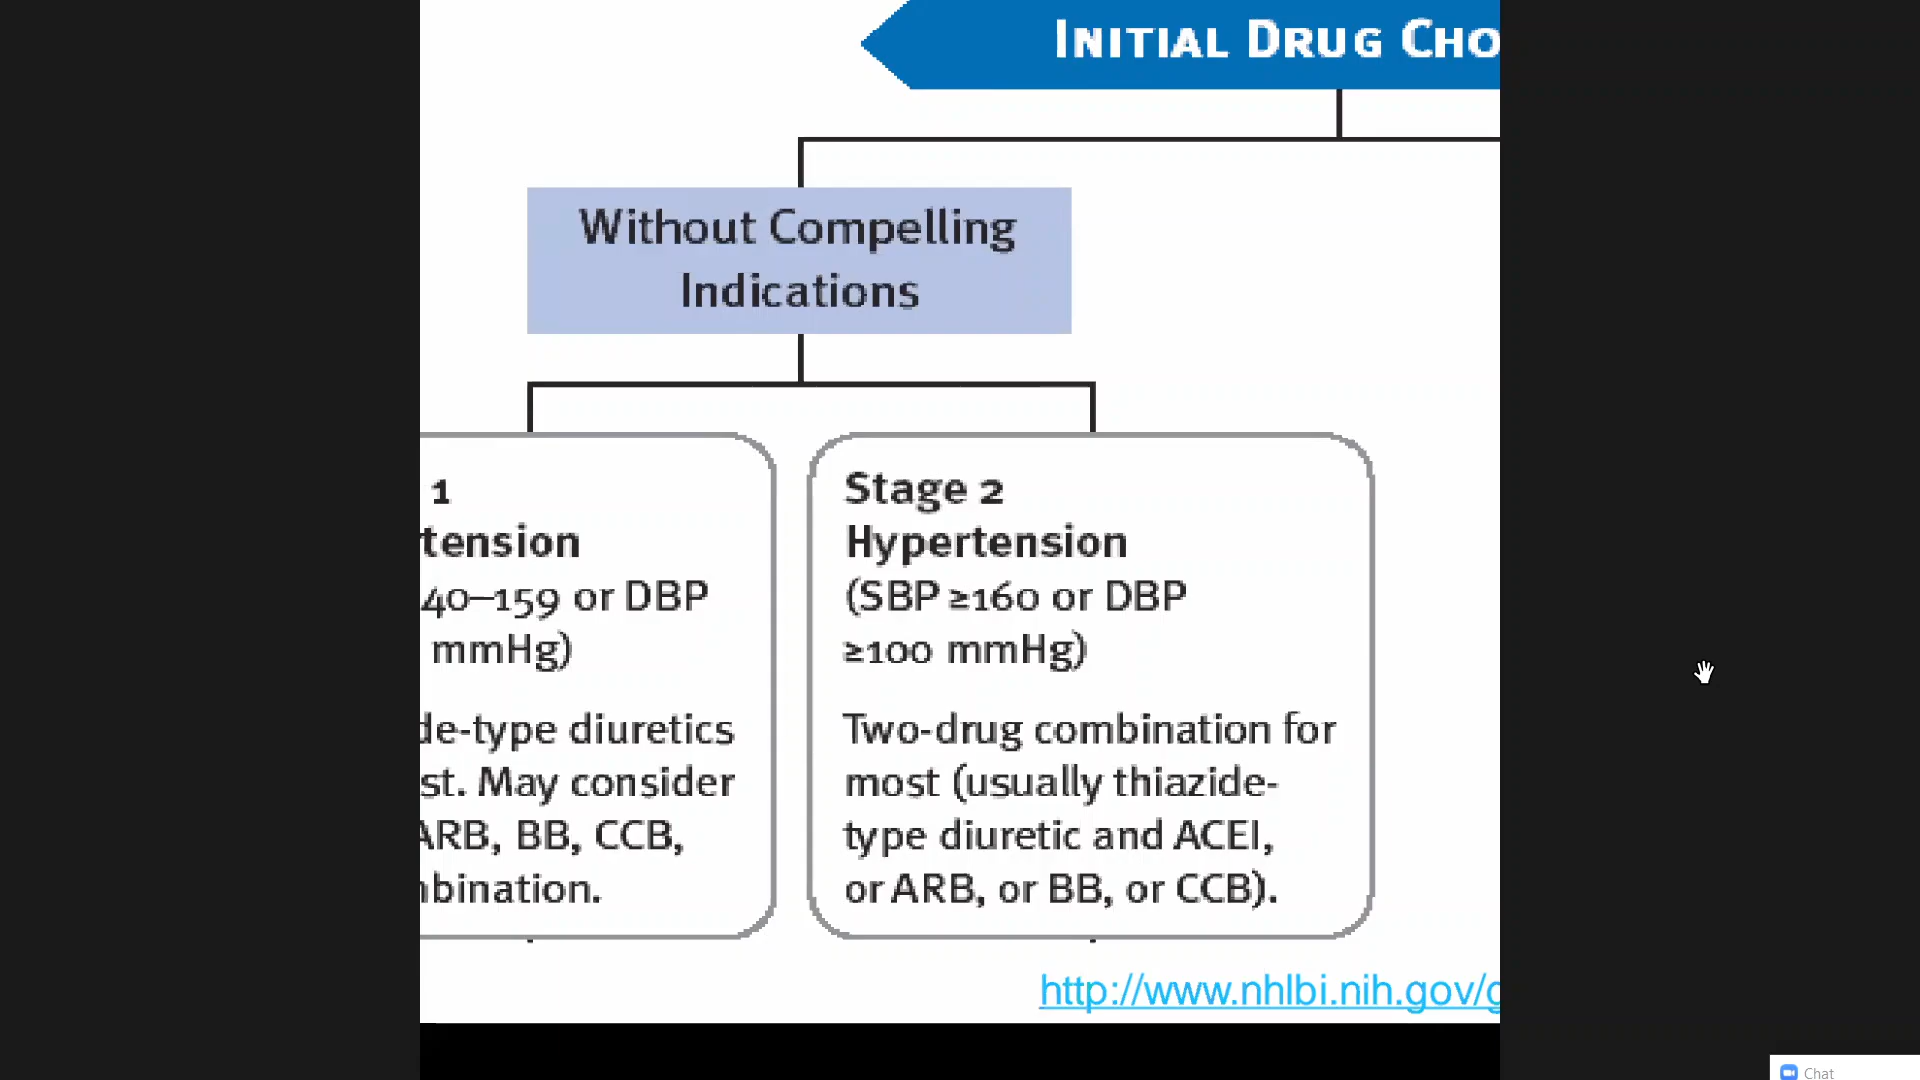 INITIAL DRUG CHO
Without Compelling
Indications
1
tension
40–159 or DBP
mmHg)
de-type diuretics
st. May consider
ARB, BB, CCB,
nbination.
Stage 2
Hypertension
(SBP ≥160 or DBP
≥100 mmHg)
Two-drug combination for
most (usually thiazide-
type diuretic and ACEI,
or ARB, or BB, or CCB).
http://www.nhlbi.nih.gov/g
Chat